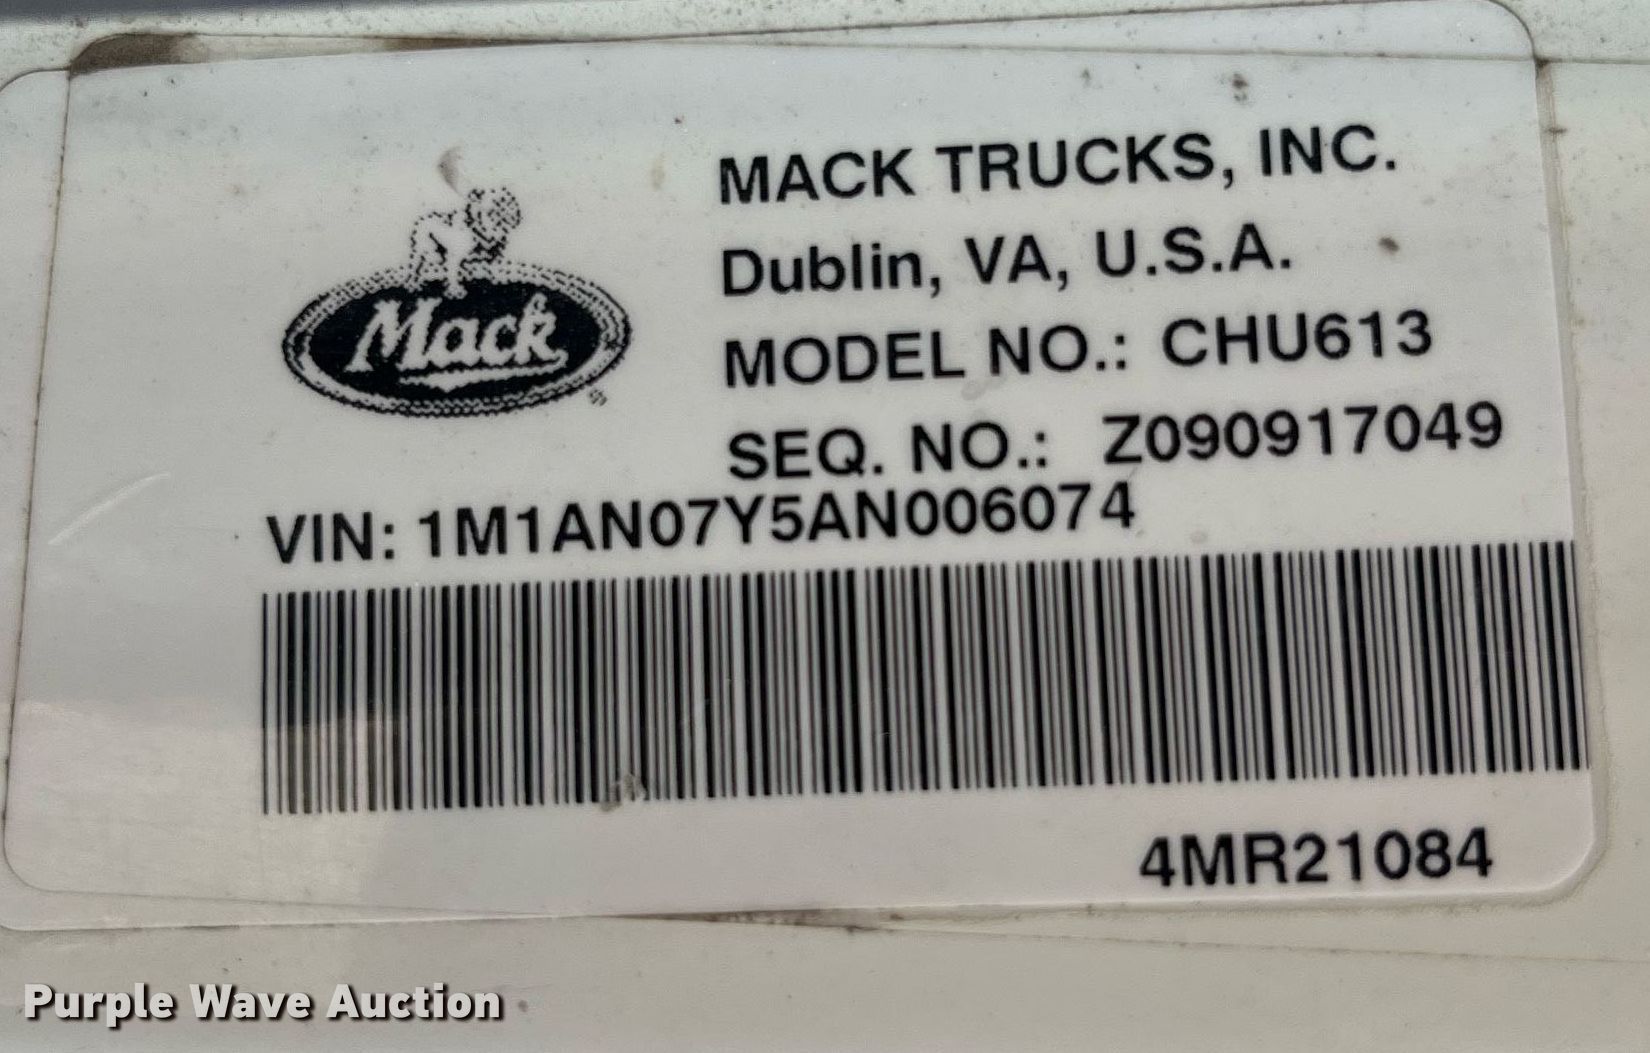 Mack
®
MACK TRUCKS, INC.
Dublin, VA, U.S.A.
MODEL NO.: CHU613
SEQ. NO.: Z090917049
VIN: 1M1AN07Y5AN006074
4MR21084
Purple Wave Auction